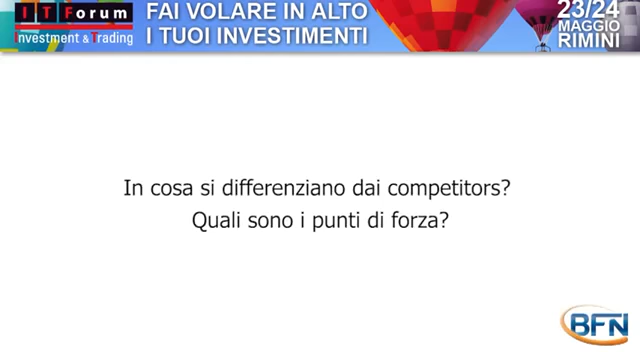 ITForum
Investment & Trading
FAI VOLARE IN ALTO
I TUOI INVESTIMENTI
23/24
MAGGIO
RIMINI
In cosa si differenziano dai competitors?
Quali sono i punti di forza?
BFN